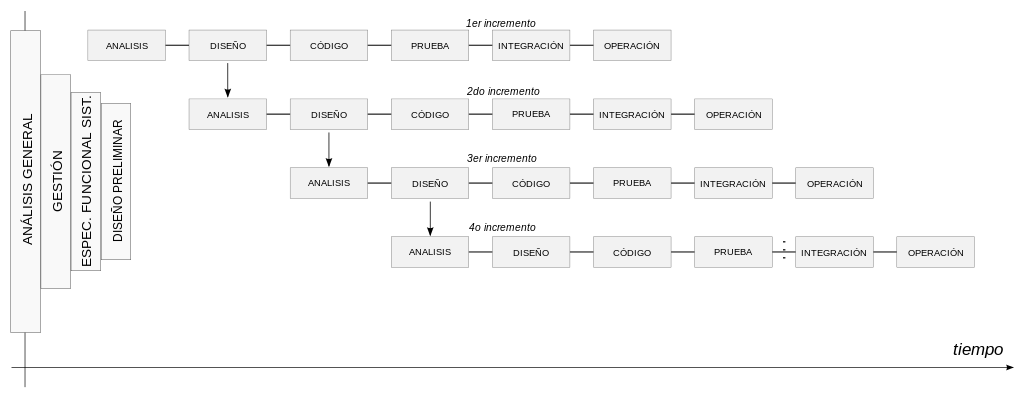 1er incremento
ANALISIS DISEÑO CÓDIGO PRUEBA INTEGRACIÓN OPERACIÓN
2do incremento
ANALISIS DISEÑO CÓDIGO PRUEBA INTEGRACIÓN OPERACIÓN
3er incremento
ANALISIS DISEÑO CÓDIGO PRUEBA INTEGRACIÓN OPERACIÓN
4o incremento
ANALISIS DISEÑO CÓDIGO PRUEBA INTEGRACIÓN OPERACIÓN
ANÁLISIS GENERAL
GESTIÓN
ESPEC. FUNCIONAL SIST.
DISEÑO PRELIMINAR
tiempo